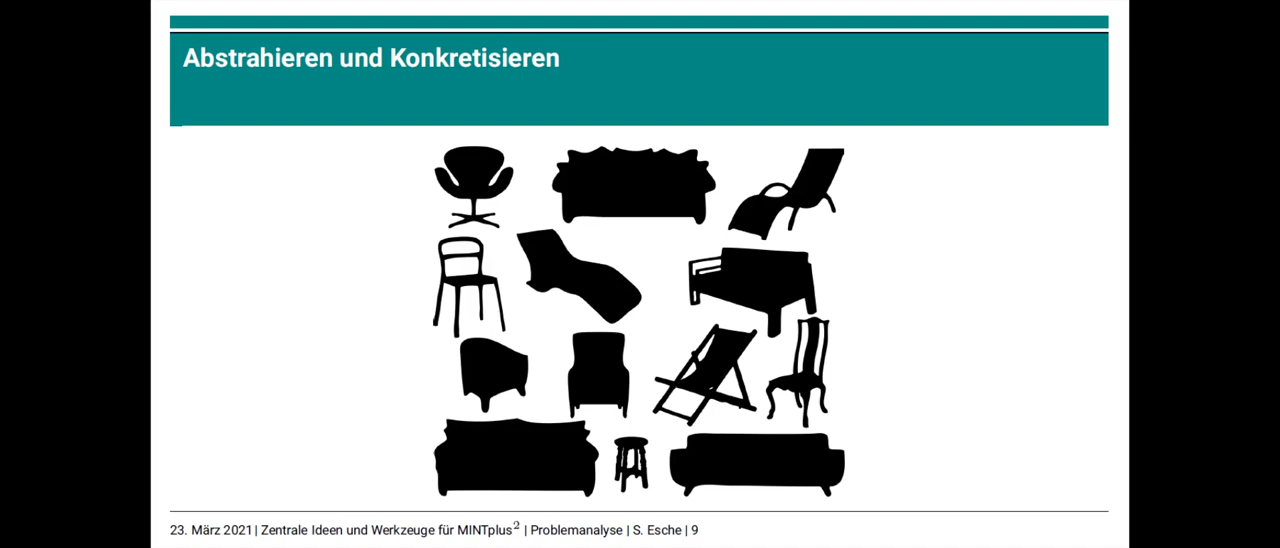 Abstrahieren und Konkretisieren
23. März 2021| Zentrale Ideen und Werkzeuge für MINTplus² | Problemanalyse | S. Esche | 9